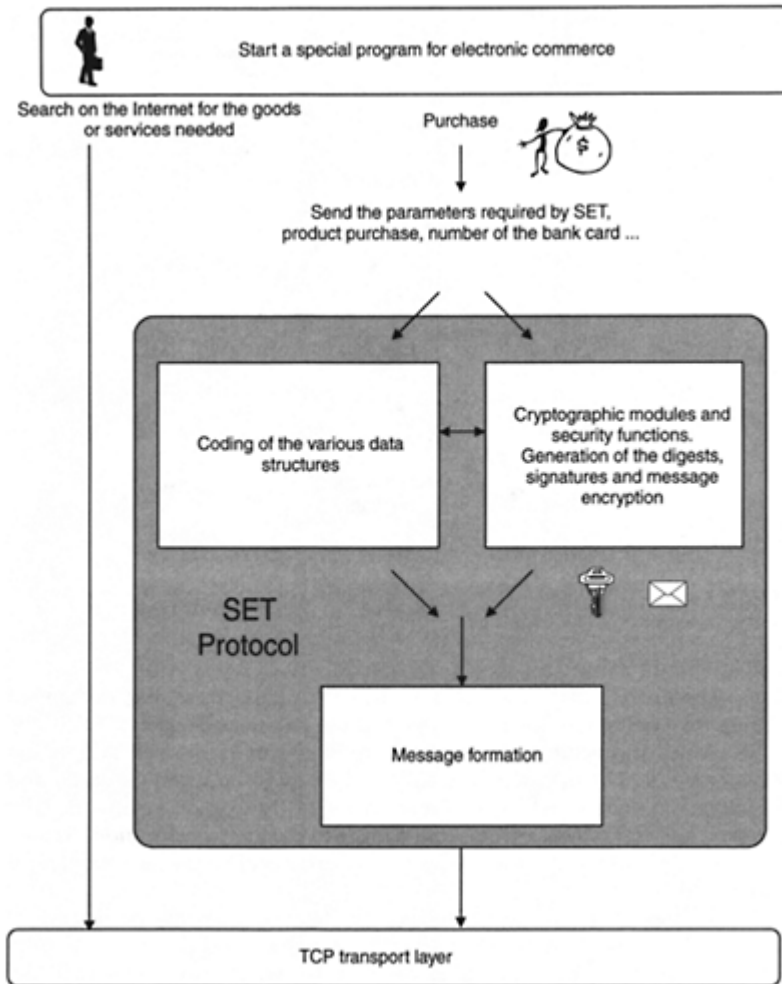 Start a special program for electronic commerce
Search on the Internet for the goods
or services needed
Purchase
$
Send the parameters required by SET,
product purchase, number of the bank card ...
Coding of the various data
structures
Cryptographic modules and
security functions.
Generation of the digests,
signatures and message
encryption
SET
Protocol
Message formation
TCP transport layer